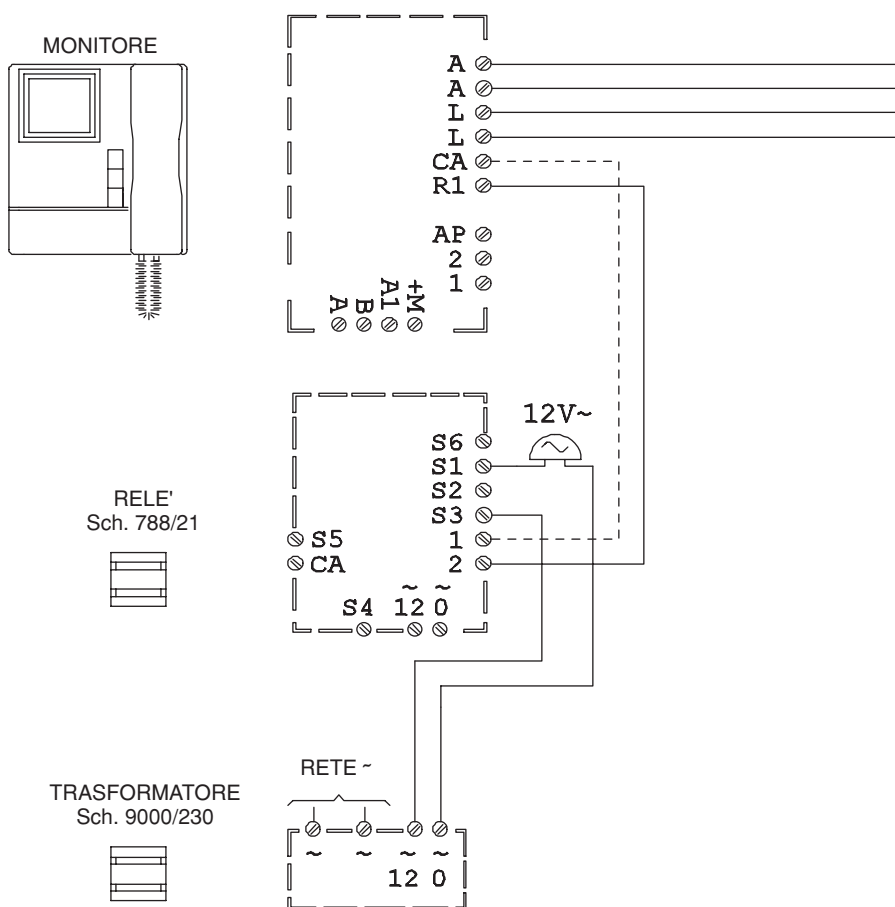 MONITORE
A
A
L
L
CA
R1
AP
2
1
A B A1 +M
12V~
S6
S1
S2
S3
1
2
S5
CA
~ ~
S4 12 0
RELE'
Sch. 788/21
RETE ~
TRASFORMATORE
Sch. 9000/230
~ ~ ~ ~
12 0